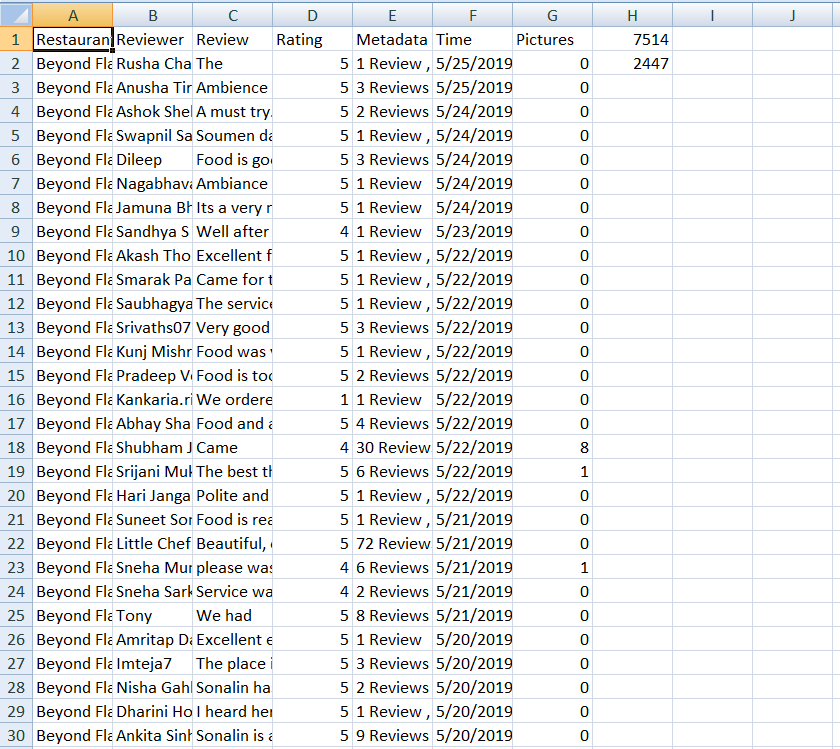 A B C D E F G H I J
1 Restaurant Reviewer Review Rating Metadata Time Pictures 7514
2 Beyond Fla Rusha Cha The 5 1 Review , 5/25/2019 0 2447
3 Beyond Fla Anusha Tir Ambience 5 3 Reviews 5/25/2019 0
4 Beyond Fla Ashok Shel A must try. 5 2 Reviews 5/24/2019 0
5 Beyond Fla Swapnil Sa Soumen da 5 1 Review , 5/24/2019 0
6 Beyond Fla Dileep Food is goo 5 3 Reviews 5/24/2019 0
7 Beyond Fla Nagabhava Ambiance 5 1 Review 5/24/2019 0
8 Beyond Fla Jamuna Bh Its a very n 5 1 Review 5/24/2019 0
9 Beyond Fla Sandhya S Well after 4 1 Review 5/23/2019 0
10 Beyond Fla Akash Tho Excellent f 5 1 Review , 5/22/2019 0
11 Beyond Fla Smarak Pa Came for t 5 1 Review , 5/22/2019 0
12 Beyond Fla Saubhagya The service 5 1 Review , 5/22/2019 0
13 Beyond Fla Srivaths07 Very good 5 3 Reviews 5/22/2019 0
14 Beyond Fla Kunj Mishr Food was v 5 1 Review , 5/22/2019 0
15 Beyond Fla Pradeep Ve Food is too 5 2 Reviews 5/22/2019 0
16 Beyond Fla Kankaria.ri We ordere 1 1 Review 5/22/2019 0
17 Beyond Fla Abhay Sha Food and a 5 4 Reviews 5/22/2019 0
18 Beyond Fla Shubham J Came 4 30 Review 5/22/2019 8
19 Beyond Fla Srijani Muk The best th 5 6 Reviews 5/22/2019 1
20 Beyond Fla Hari Janga Polite and 5 1 Review , 5/22/2019 0
21 Beyond Fla Suneet Sor Food is rea 5 1 Review , 5/21/2019 0
22 Beyond Fla Little Chef Beautiful, 5 72 Review 5/21/2019 0
23 Beyond Fla Sneha Mur please was 4 6 Reviews 5/21/2019 1
24 Beyond Fla Sneha Sark Service wa 4 2 Reviews 5/21/2019 0
25 Beyond Fla Tony We had 5 8 Reviews 5/21/2019 0
26 Beyond Fla Amritap Da Excellent e 5 1 Review 5/20/2019 0
27 Beyond Fla Imteja7 The place i 5 3 Reviews 5/20/2019 0
28 Beyond Fla Nisha Gahl Sonalin ha 5 2 Reviews 5/20/2019 0
29 Beyond Fla Dharini Ho I heard her 5 1 Review , 5/20/2019 0
30 Beyond Fla Ankita Sinh Sonalin is a 5 9 Reviews 5/20/2019 0